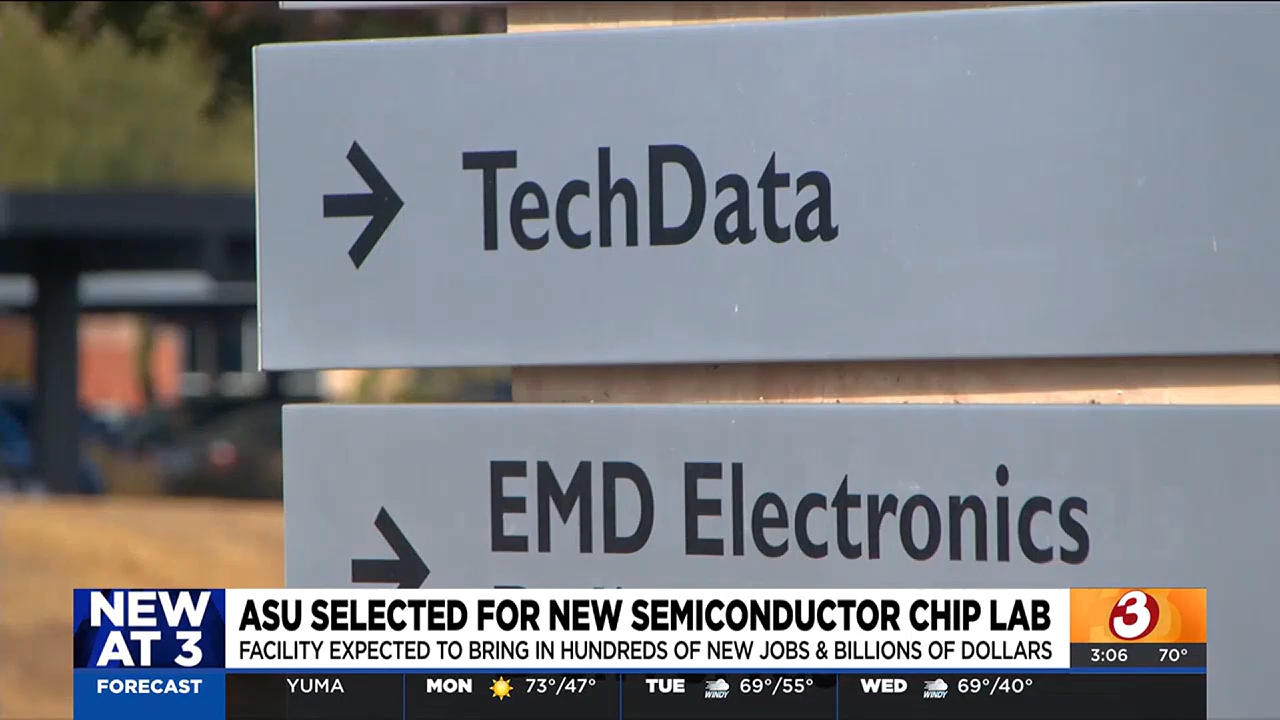 TechData
EMD Electronics
NEW
AT 3
ASU SELECTED FOR NEW SEMICONDUCTOR CHIP LAB
FACILITY EXPECTED TO BRING IN HUNDREDS OF NEW JOBS & BILLIONS OF DOLLARS
3
3:06 70°
FORECAST YUMA MON 73°/47° TUE WINDY 69°/55° WED WINDY 69°/40°